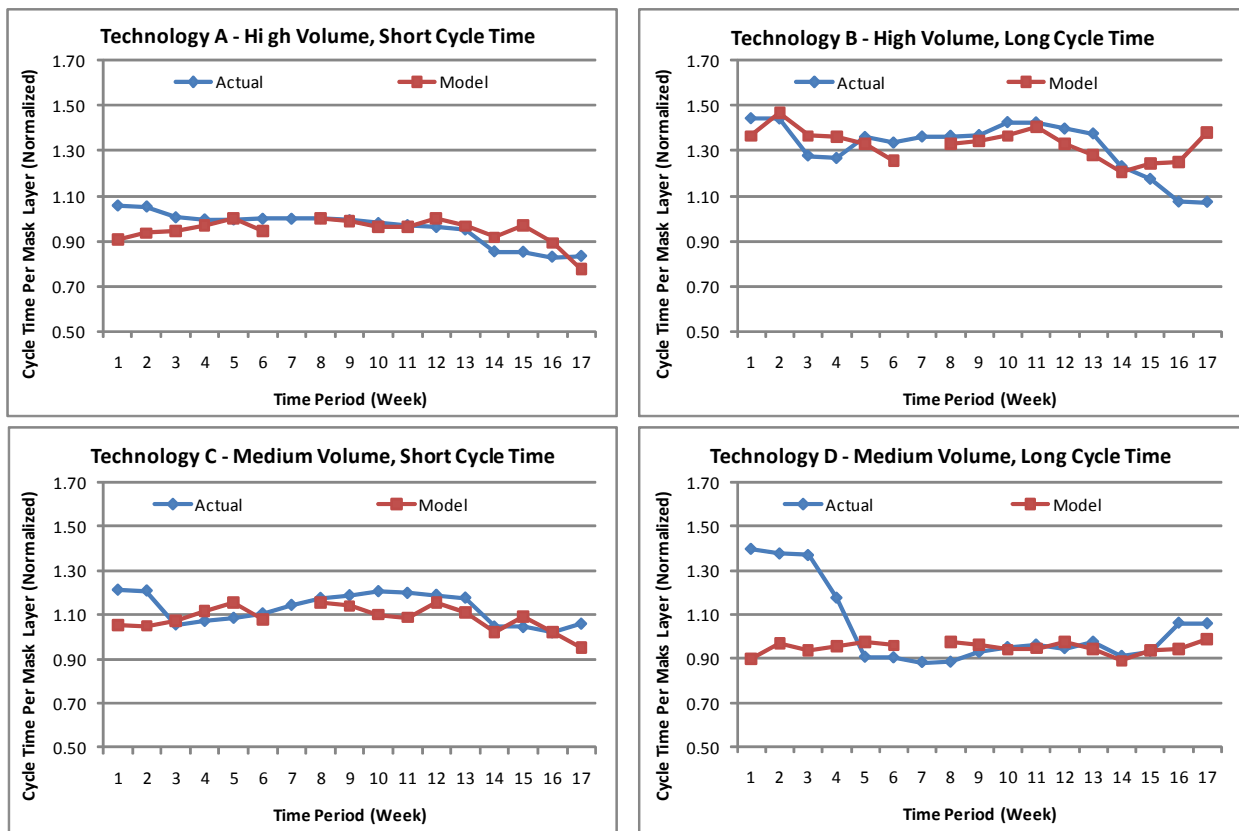 Technology A - Hi gh Volume, Short Cycle Time
Cycle Time Per Mask Layer (Normalized)
1.70
1.50
1.30
1.10
0.90
0.70
0.50
Actual
Model
1 2 3 4 5 6 7 8 9 10 11 12 13 14 15 16 17
Time Period (Week)
Technology B - High Volume, Long Cycle Time
Cycle Time Per Mask Layer (Normalized)
1.70
1.50
1.30
1.10
0.90
0.70
0.50
Actual
Model
1 2 3 4 5 6 7 8 9 10 11 12 13 14 15 16 17
Time Period (Week)
Technology C - Medium Volume, Short Cycle Time
Cycle Time Per Mask Layer (Normalized)
1.70
1.50
1.30
1.10
0.90
0.70
0.50
Actual
Model
1 2 3 4 5 6 7 8 9 10 11 12 13 14 15 16 17
Time Period (Week)
Technology D - Medium Volume, Long Cycle Time
Cycle Time Per Maks Layer (Normalized)
1.70
1.50
1.30
1.10
0.90
0.70
0.50
Actual
Model
1 2 3 4 5 6 7 8 9 10 11 12 13 14 15 16 17
Time Period (Week)